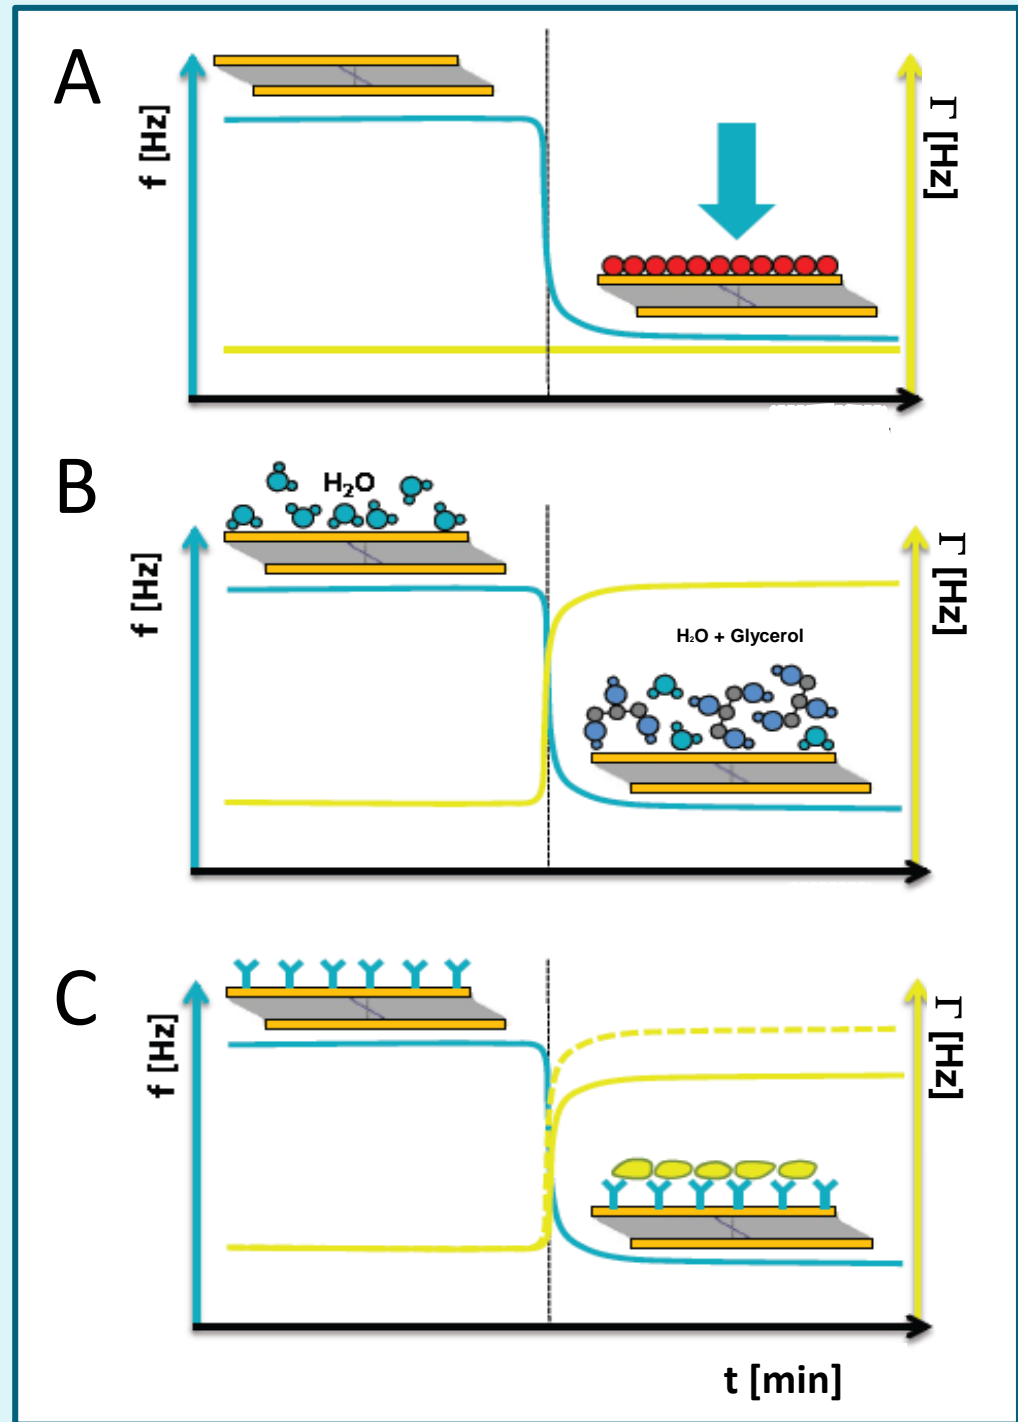 A
f [Hz]
Γ [Hz]
B
H₂O
f [Hz]
Γ [Hz]
H₂O + Glycerol
C
f [Hz]
Γ [Hz]
t [min]